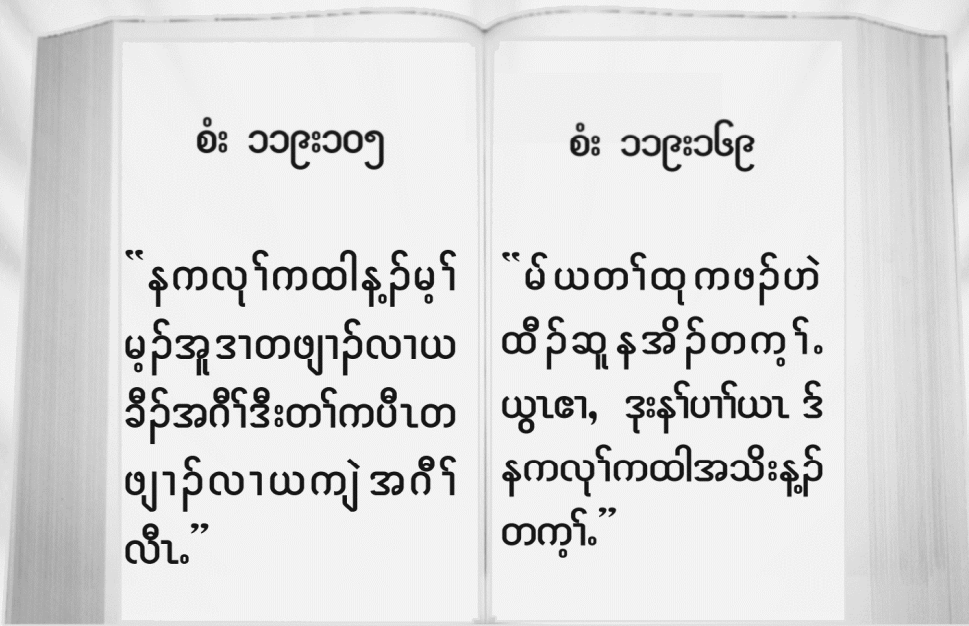 စံး ၁၁၉း၁၀၅
“နကလုၢ်ကထါန့ၣ်မ့ၢ်
မ့ၣ်အူဒၢတဖျၢၣ်လၢယ
ခီၣ်အဂီၢ်ဒီးတၢ်ကပီၤတ
ဖျၢၣ်လၢယကျဲအဂီၢ်
လီၤ.”
စံး ၁၁၉း၁၆၉
“မ်ယတၢ်ထုကဖၣ်ဟဲ
ထီၣ်ဆူနအိၣ်တက့ၢ်.
ယွၤဧၢ, ဒုးနၢ်ပၢၢ်ယၤ ဒ်
နကလုၢ်ကထါအသိးန့ၣ်
တက့ၢ်.”